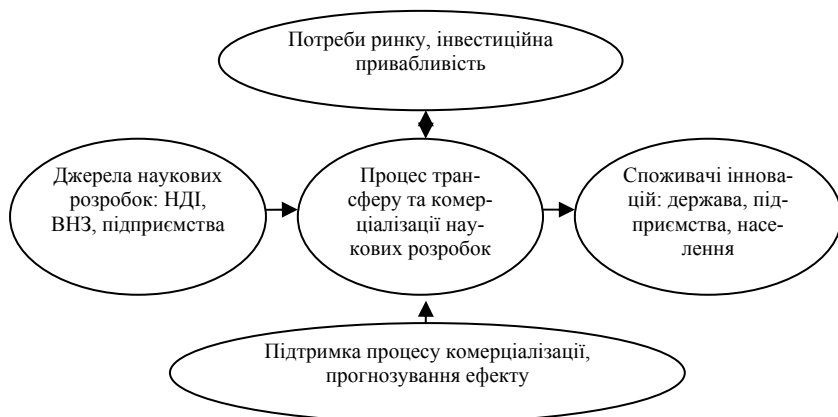 Потреби ринку, інвестиційна
привабливість
Джерела наукових
розробок: НДІ,
ВНЗ, підприємства
Процес тран-
сферу та комер-
ціалізації нау-
кових розробок
Споживачі іннова-
цій: держава, під-
приємства, насе-
лення
Підтримка процесу комерціалізації,
прогнозування ефекту